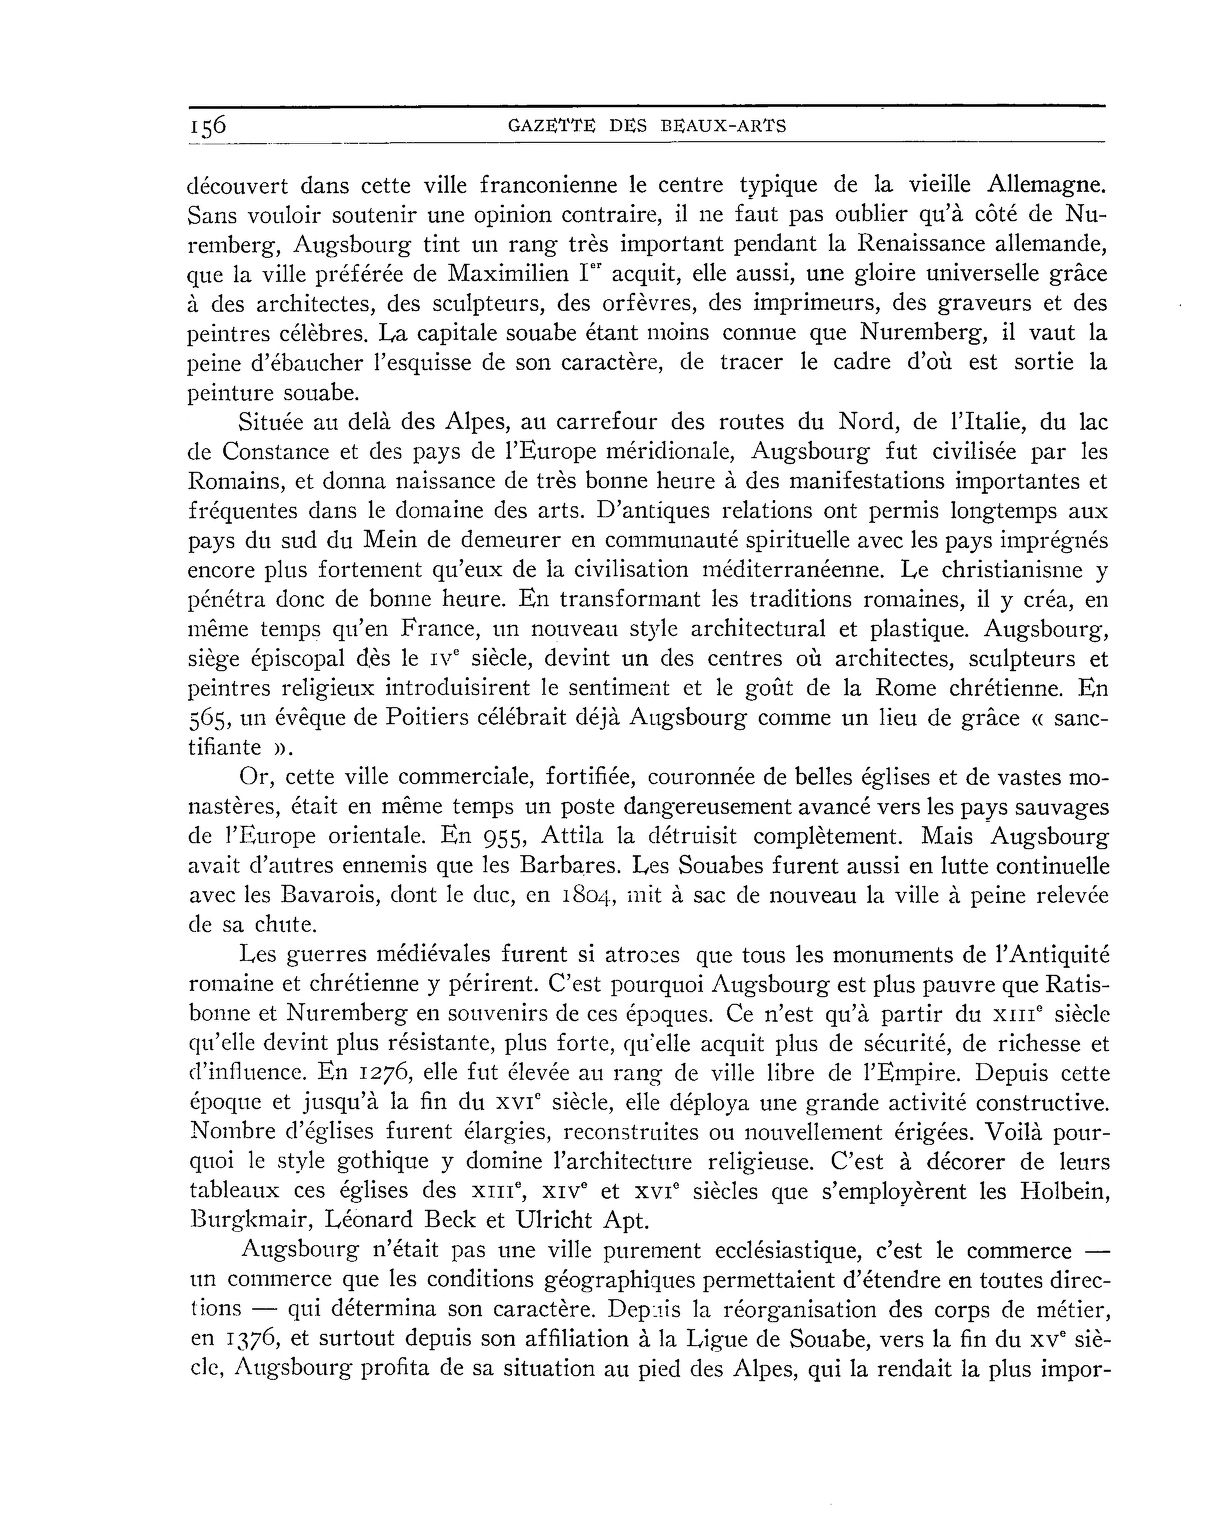 156
GAZETTE DES BEAUX-ARTS
découvert dans cette ville franconienne le centre typique de la vieille Allemagne.
Sans vouloir soutenir une opinion contraire, il ne faut pas oublier qu'à côté de Nu-
remberg, Augsbourg tint un rang très important pendant la Renaissance allemande,
que la ville préférée de Maximilien Ier acquit, elle aussi, une gloire universelle grâce
à des architectes, des sculpteurs, des orfèvres, des imprimeurs, des graveurs et des
peintres célèbres. La capitale souabe étant moins connue que Nuremberg, il vaut la
peine d'ébaucher l'esquisse de son caractère, de tracer le cadre d'où est sortie la
peinture souabe.
Située au delà des Alpes, au carrefour des routes du Nord, de l'Italie, du lac
de Constance et des pays de l'Europe méridionale, Augsbourg fut civilisée par les
Romains, et donna naissance de très bonne heure à des manifestations importantes et
fréquentes dans le domaine des arts. D'antiques relations ont permis longtemps aux
pays du sud du Mein de demeurer en communauté spirituelle avec les pays imprégnés
encore plus fortement qu'eux de la civilisation méditerranéenne. Le christianisme y
pénétra donc de bonne heure. En transformant les traditions romaines, il y créa, en
même temps qu'en France, un nouveau style architectural et plastique. Augsbourg,
siège épiscopal dès le IVe siècle, devint un des centres où architectes, sculpteurs et
peintres religieux introduisirent le sentiment et le goût de la Rome chrétienne. En
565, un évêque de Poitiers célébrait déjà Augsbourg comme un lieu de grâce « sanc-
tifiante ».
Or, cette ville commerciale, fortifiée, couronnée de belles églises et de vastes mo-
nastères, était en même temps un poste dangereusement avancé vers les pays sauvages
de l'Europe orientale. En 955, Attila la détruisit complètement. Mais Augsbourg
avait d'autres ennemis que les Barbares. Les Souabes furent aussi en lutte continuelle
avec les Bavarois, dont le duc, en 1804, mit à sac de nouveau la ville à peine relevée
de sa chute.
Les guerres médiévales furent si atroces que tous les monuments de l'Antiquité
romaine et chrétienne y périrent. C'est pourquoi Augsbourg est plus pauvre que Ratis-
bonne et Nuremberg en souvenirs de ces époques. Ce n'est qu'à partir du XIIIe siècle
qu'elle devint plus résistante, plus forte, qu'elle acquit plus de sécurité, de richesse et
d'influence. En 1276, elle fut élevée au rang de ville libre de l'Empire. Depuis cette
époque et jusqu'à la fin du XVIe siècle, elle déploya une grande activité constructive.
Nombre d'églises furent élargies, reconstruites ou nouvellement érigées. Voilà pour-
quoi le style gothique y domine l'architecture religieuse. C'est à décorer de leurs
tableaux ces églises des XIIIe, XIVe et XVIe siècles que s'employèrent les Holbein,
Burgkmair, Léonard Beck et Ulricht Apt.
Augsbourg n'était pas une ville purement ecclésiastique, c'est le commerce —
un commerce que les conditions géographiques permettaient d'étendre en toutes direc-
tions — qui détermina son caractère. Depuis la réorganisation des corps de métier,
en 1376, et surtout depuis son affiliation à la Ligue de Souabe, vers la fin du XVe siè-
cle, Augsbourg profita de sa situation au pied des Alpes, qui la rendait la plus impor-